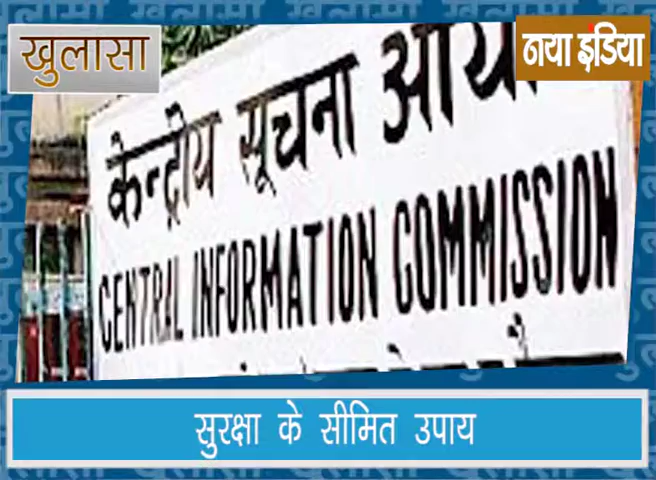 खुलासा
नया इंडिया
केन्द्रीय सूचना आयो
CENTRAL INFORMATION COMMISSION
सुरक्षा के सीमित उपाय